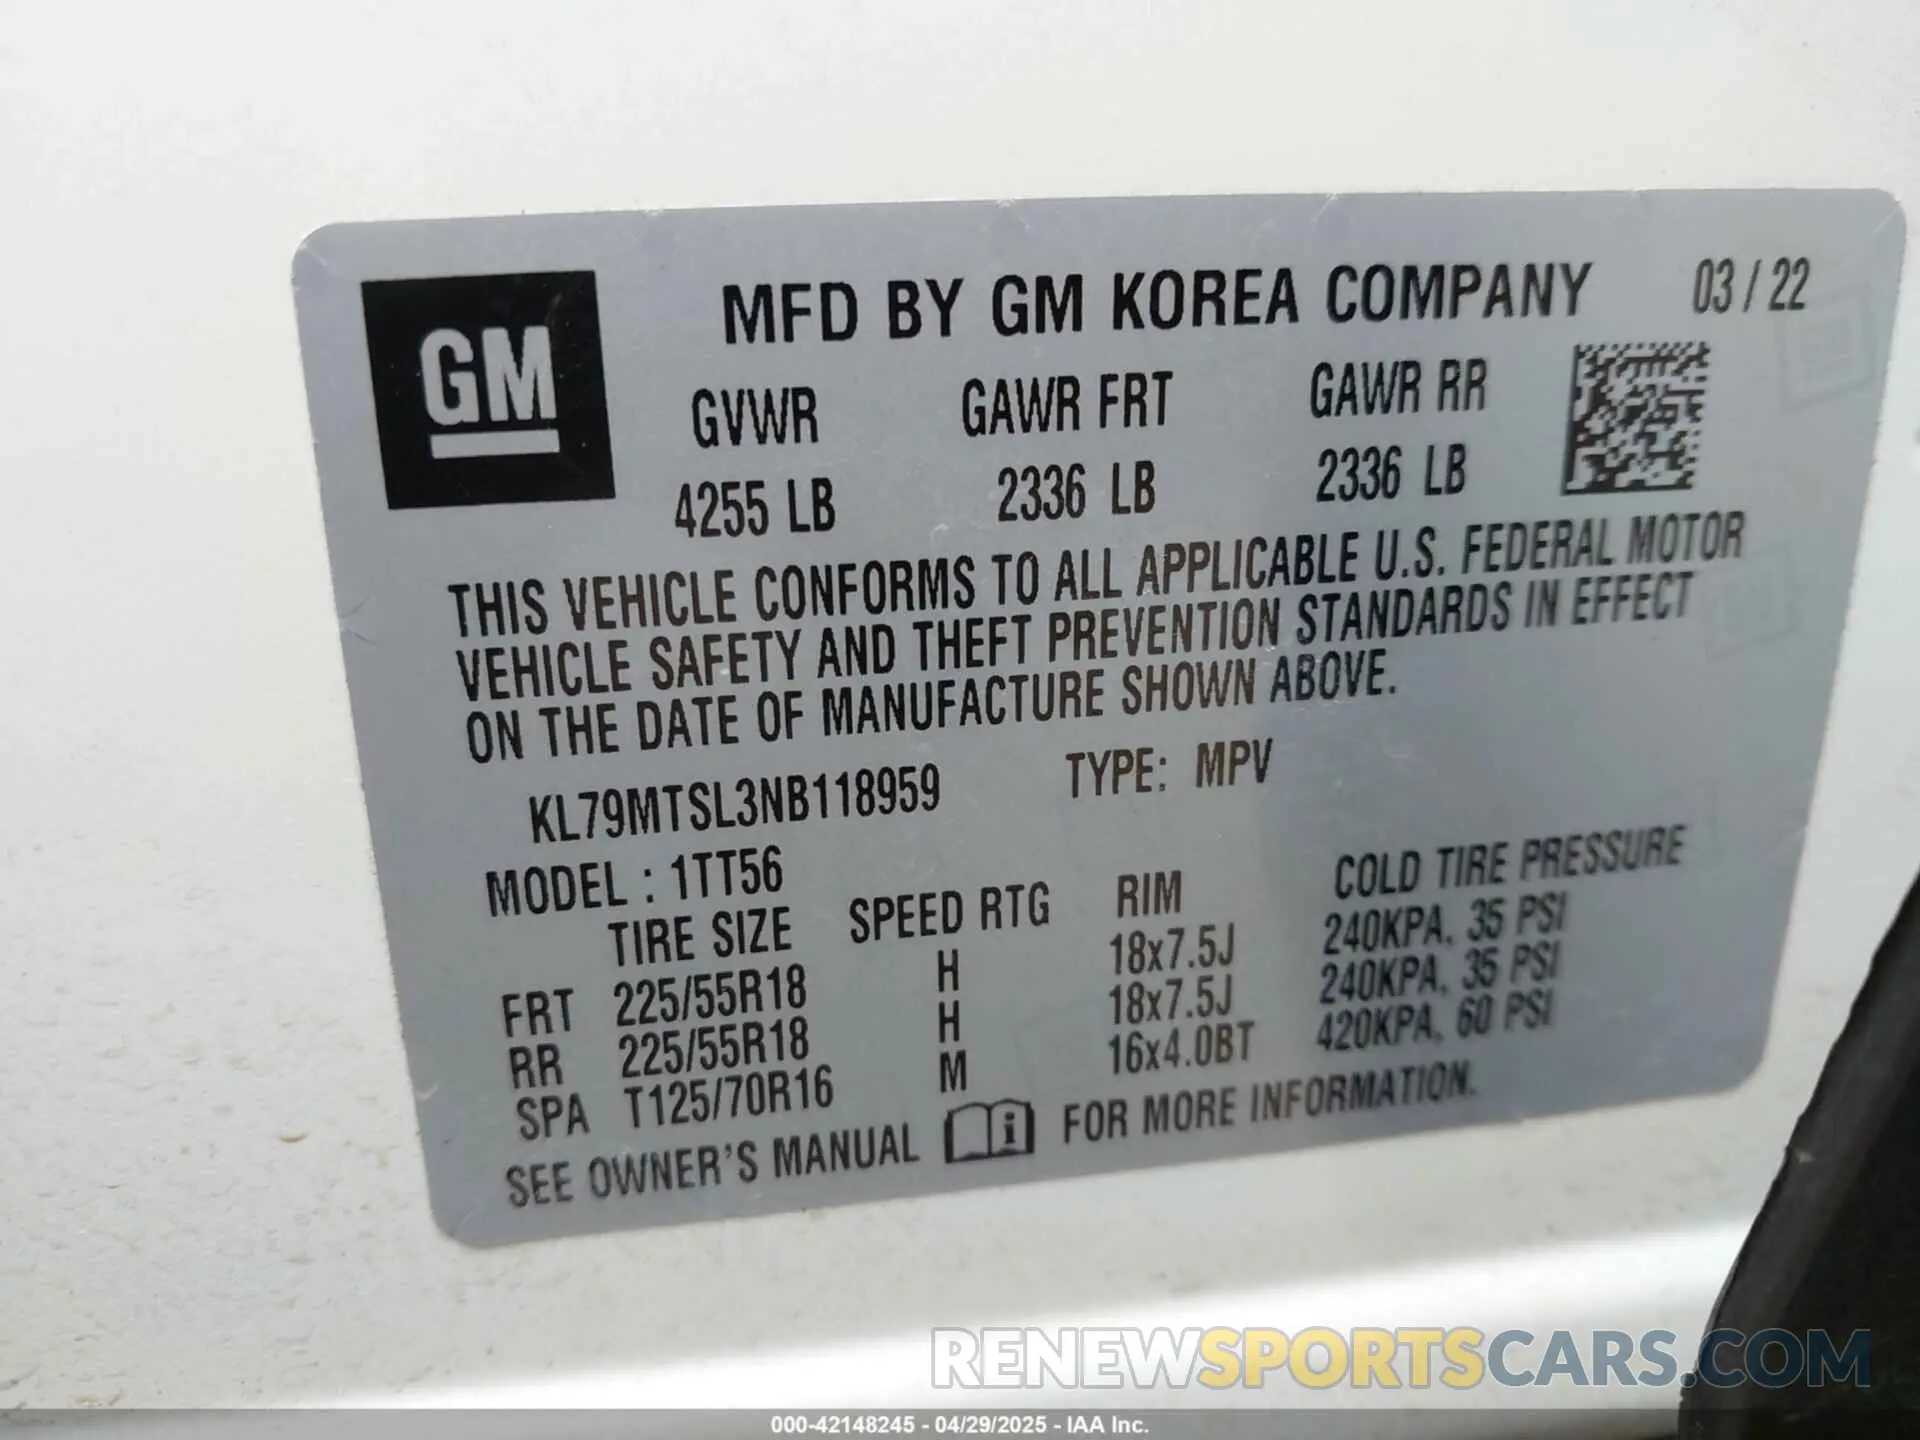 MFD BY GM KOREA COMPANY 03 / 22
GM
GVWR GAWR FRT GAWR RR
4255 LB 2336 LB 2336 LB
THIS VEHICLE CONFORMS TO ALL APPLICABLE U.S. FEDERAL MOTOR
VEHICLE SAFETY AND THEFT PREVENTION STANDARDS IN EFFECT
ON THE DATE OF MANUFACTURE SHOWN ABOVE.
KL79MTSL3NB118959 TYPE: MPV
MODEL : 1TT56
TIRE SIZE SPEED RTG RIM COLD TIRE PRESSURE
FRT 225/55R18 H 18x7.5J 240KPA, 35 PSI
RR 225/55R18 H 18x7.5J 240KPA, 35 PSI
SPA T125/70R16 M 16x4.0BT 420KPA, 60 PSI
SEE OWNER'S MANUAL i FOR MORE INFORMATION.
RENEWSPORTSCARS.COM
000-42148245 - 04/29/2025 - IAA Inc.